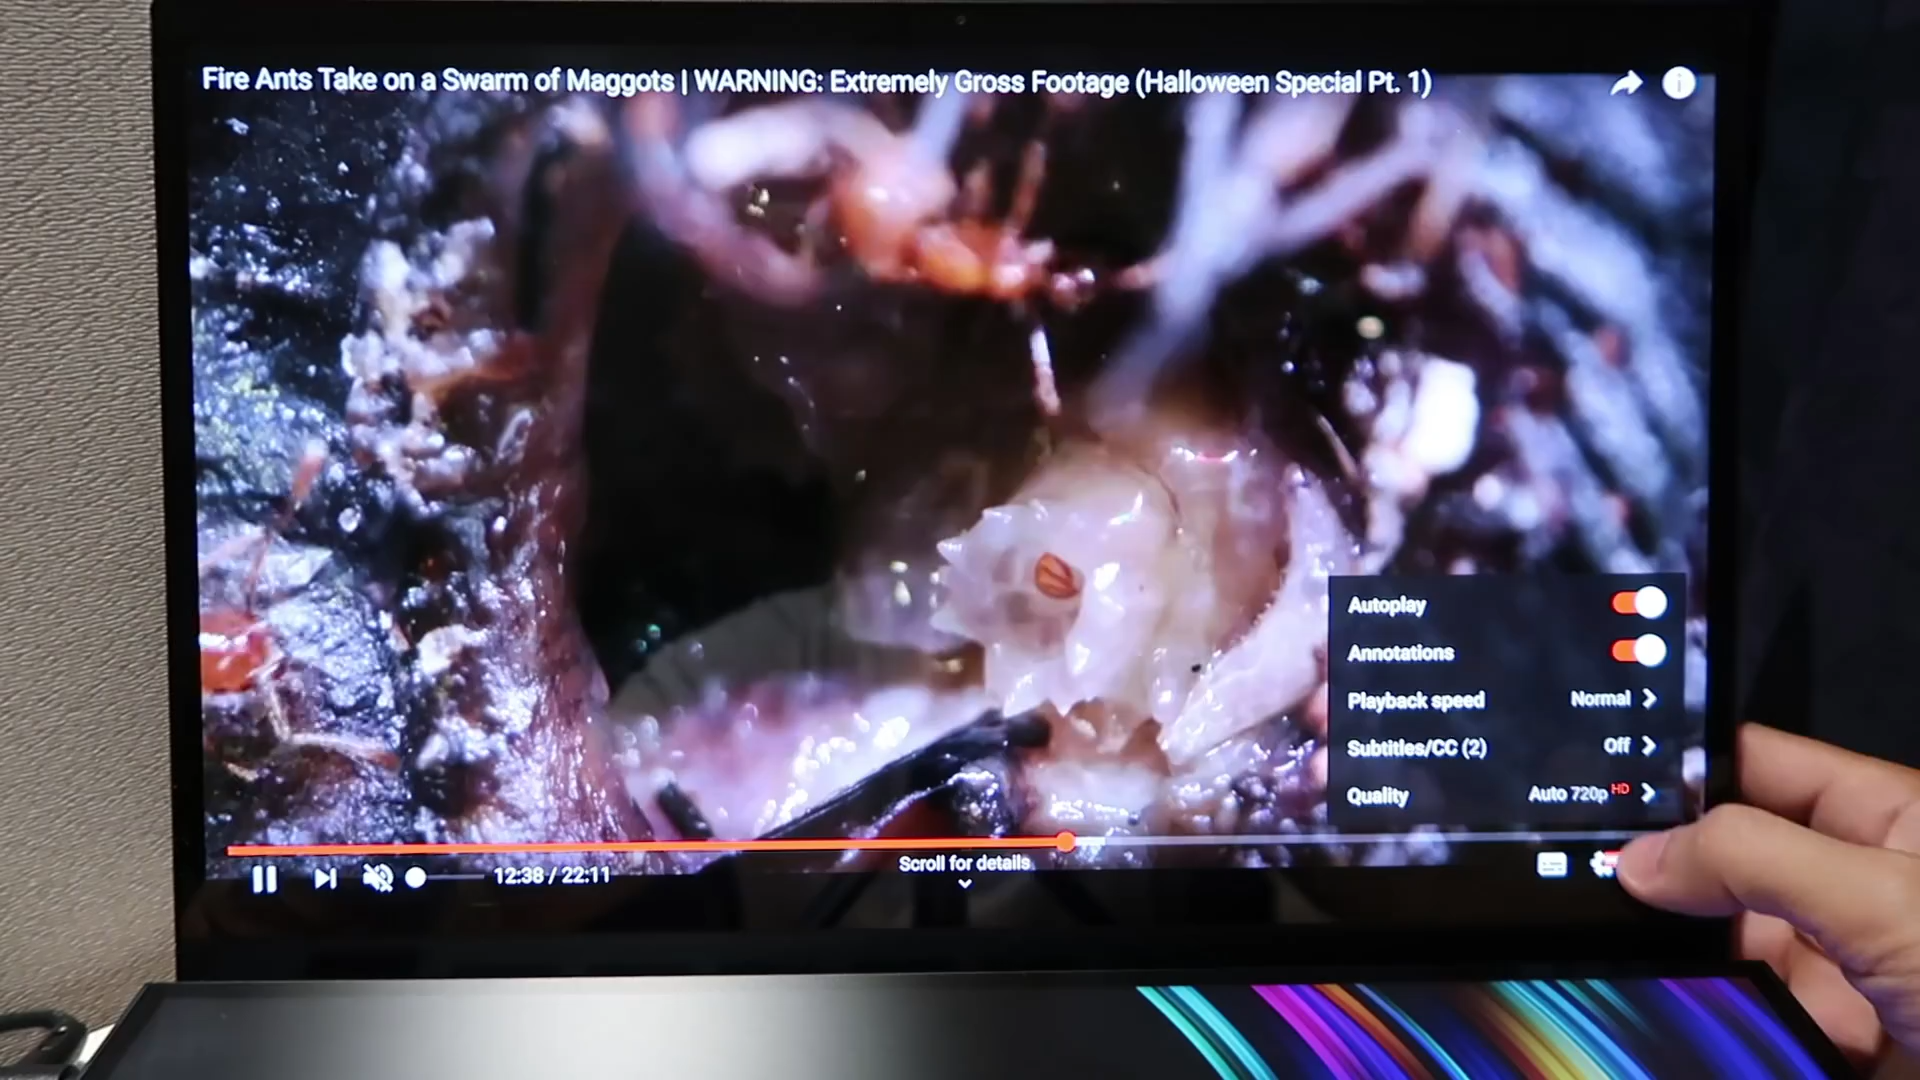 Fire Ants Take on a Swarm of Maggots | WARNING: Extremely Gross Footage (Halloween Special Pt. 1)
Autoplay
Annotations
Playback speed Normal
Subtitles/CC (2) Off
Quality Auto 720p HD
12:38 / 22:11
Scroll for details